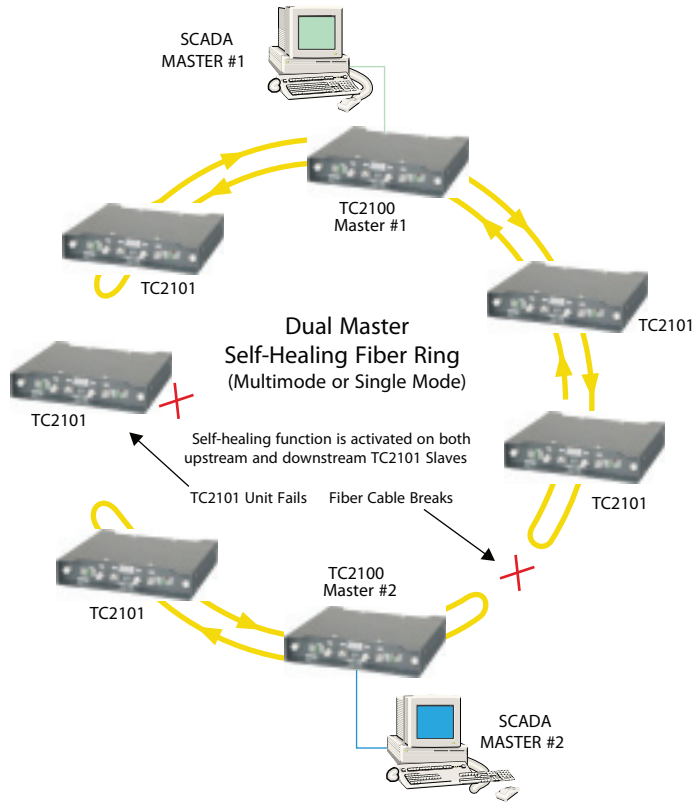 SCADA
MASTER #1
TC2100
Master #1
TC2101
TC2101
Dual Master
Self-Healing Fiber Ring
(Multimode or Single Mode)
TC2101
Self-healing function is activated on both
upstream and downstream TC2101 Slaves
TC2101
TC2101 Unit Fails
Fiber Cable Breaks
TC2100
Master #2
TC2101
SCADA
MASTER #2